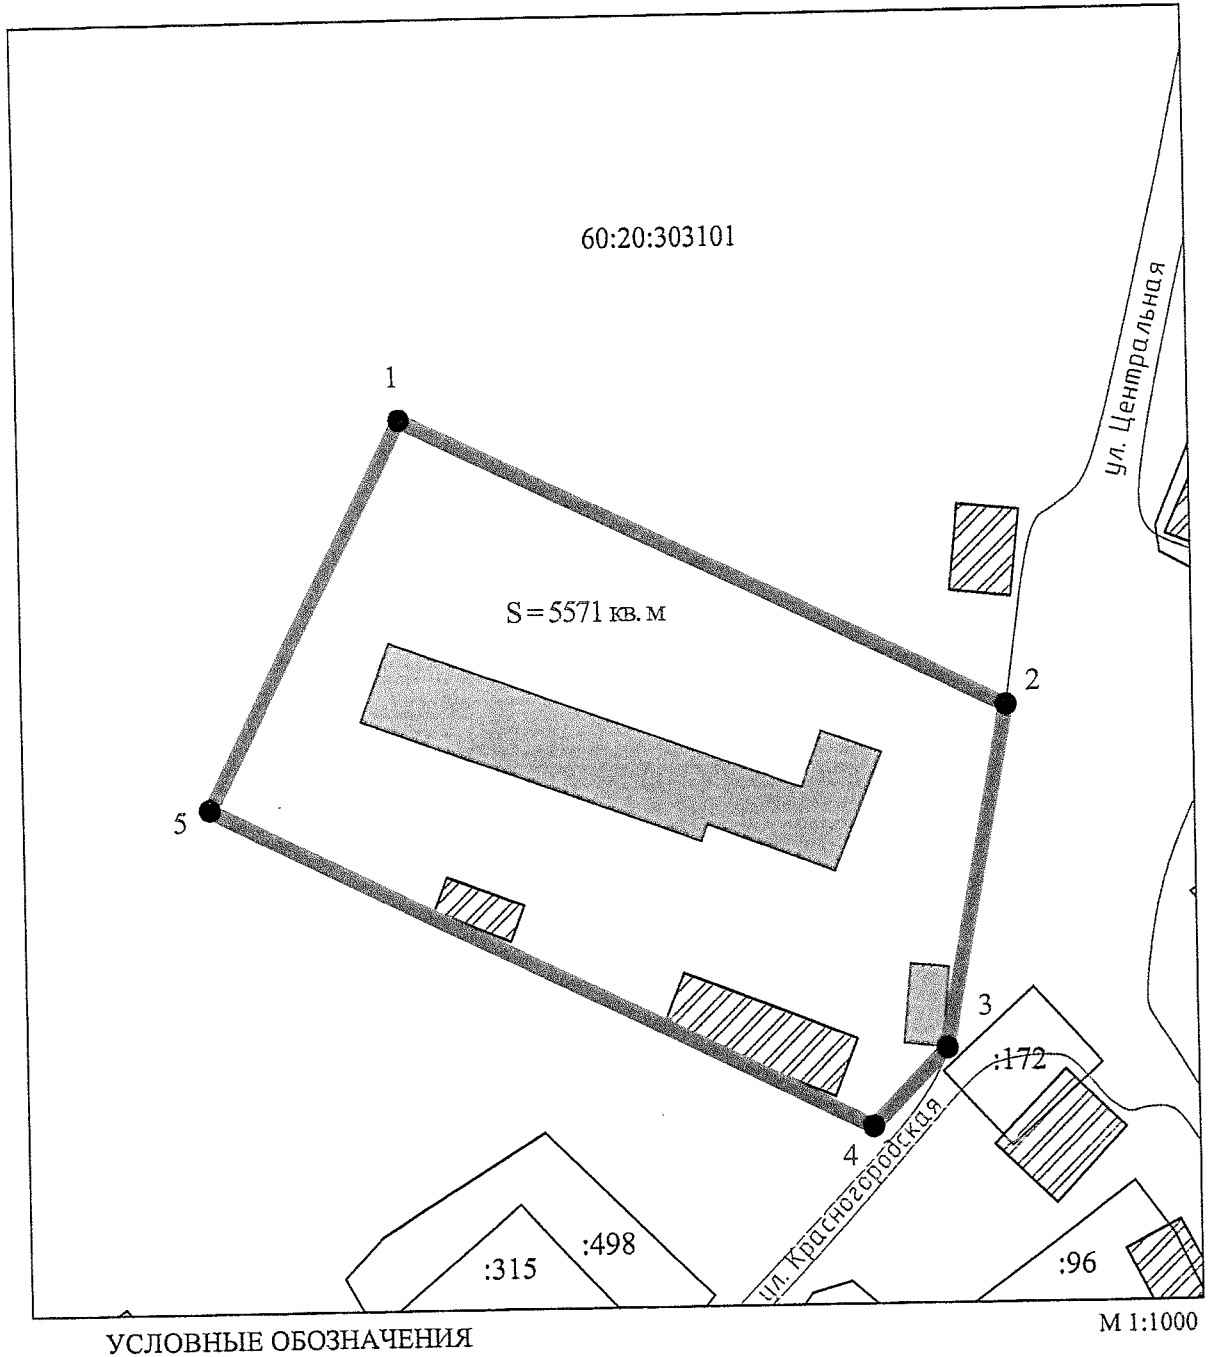 60:20:303101
ул. Центральная
1
S = 5571 кв. м
2
5
3
:172
4
ул. Красногородская
:498
:315
:96
М 1:1000
УСЛОВНЫЕ ОБОЗНАЧЕНИЯ